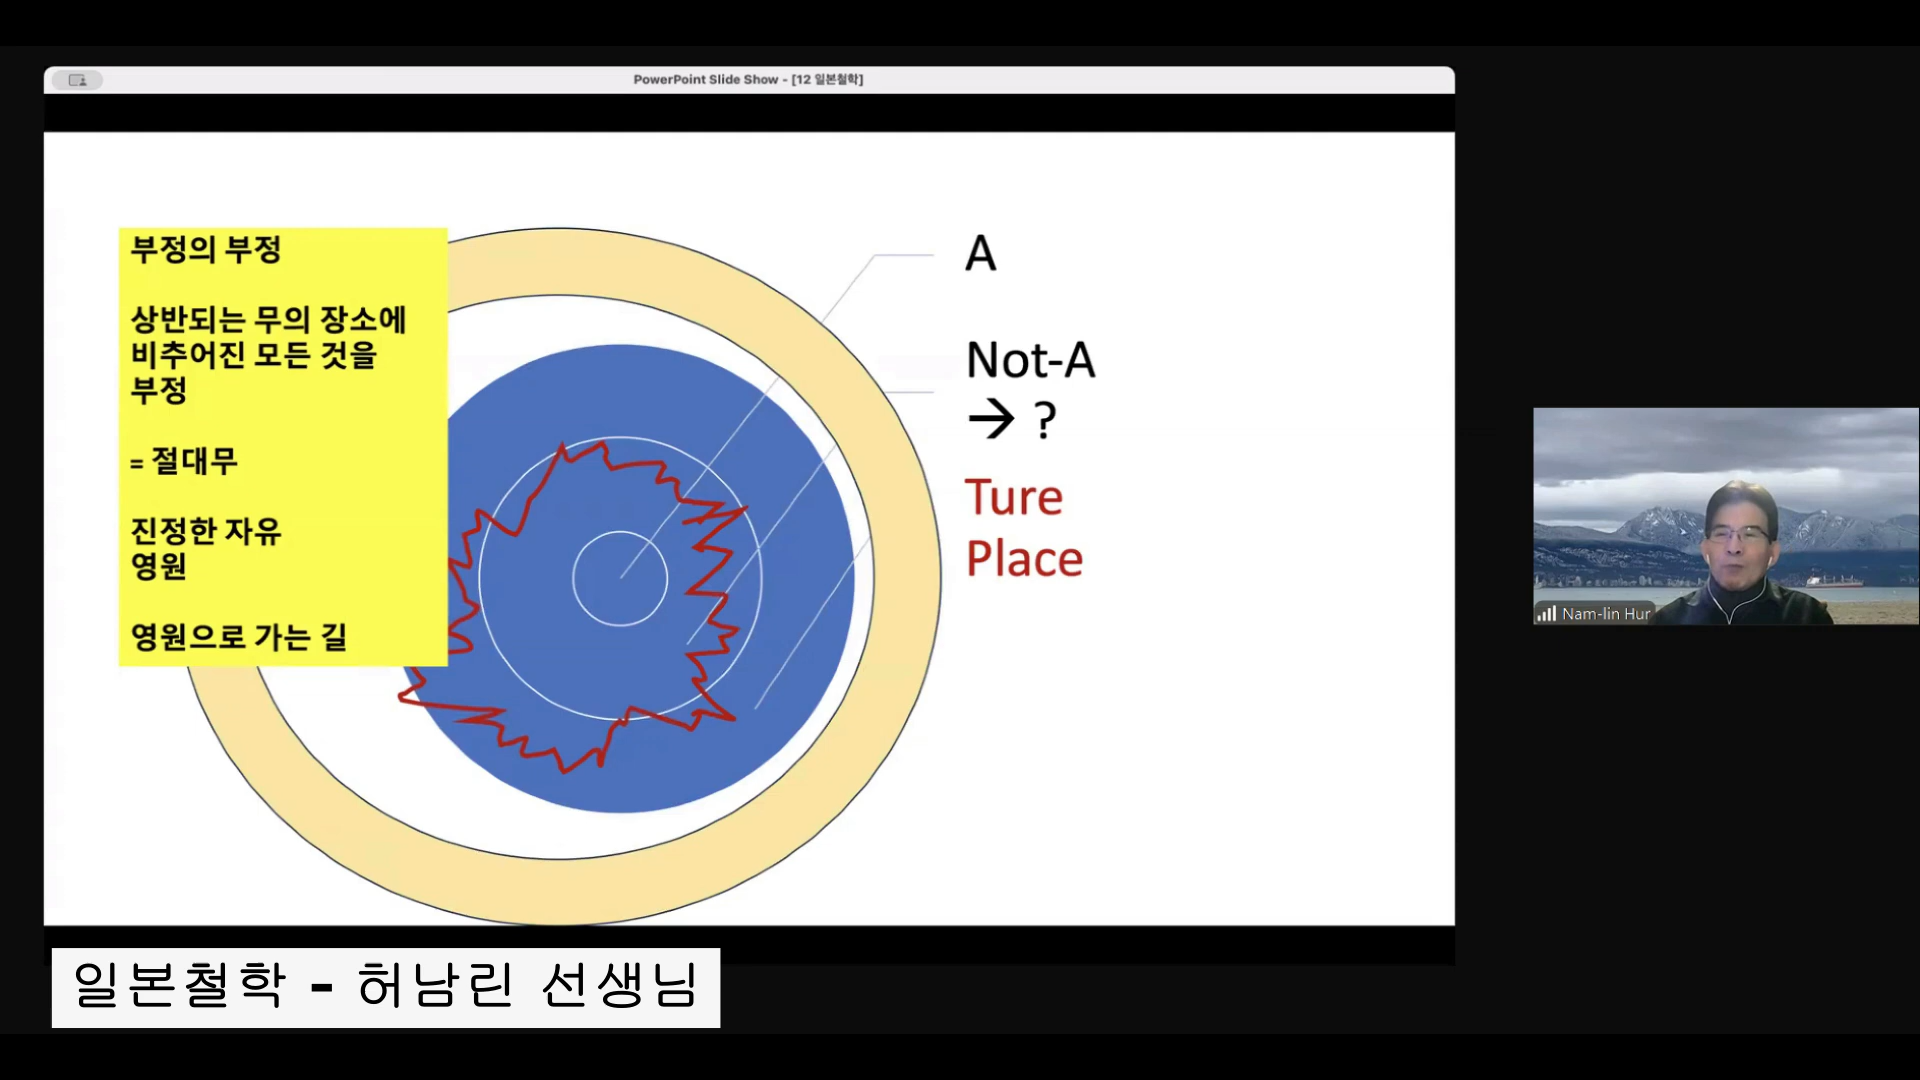 PowerPoint Slide Show - [12 일본철학]
부정의 부정
상반되는 무의 장소에
비추어진 모든 것을
부정
= 절대무
진정한 자유
영원
영원으로 가는 길
A
Not-A
→ ?
Ture
Place
Nam-lin Hur
일본철학 - 허남린 선생님